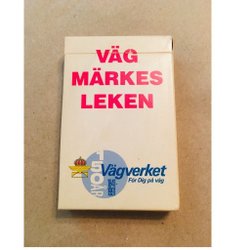 VÄG
MÄRKES
LEKEN
Vägverket
För Dig på väg